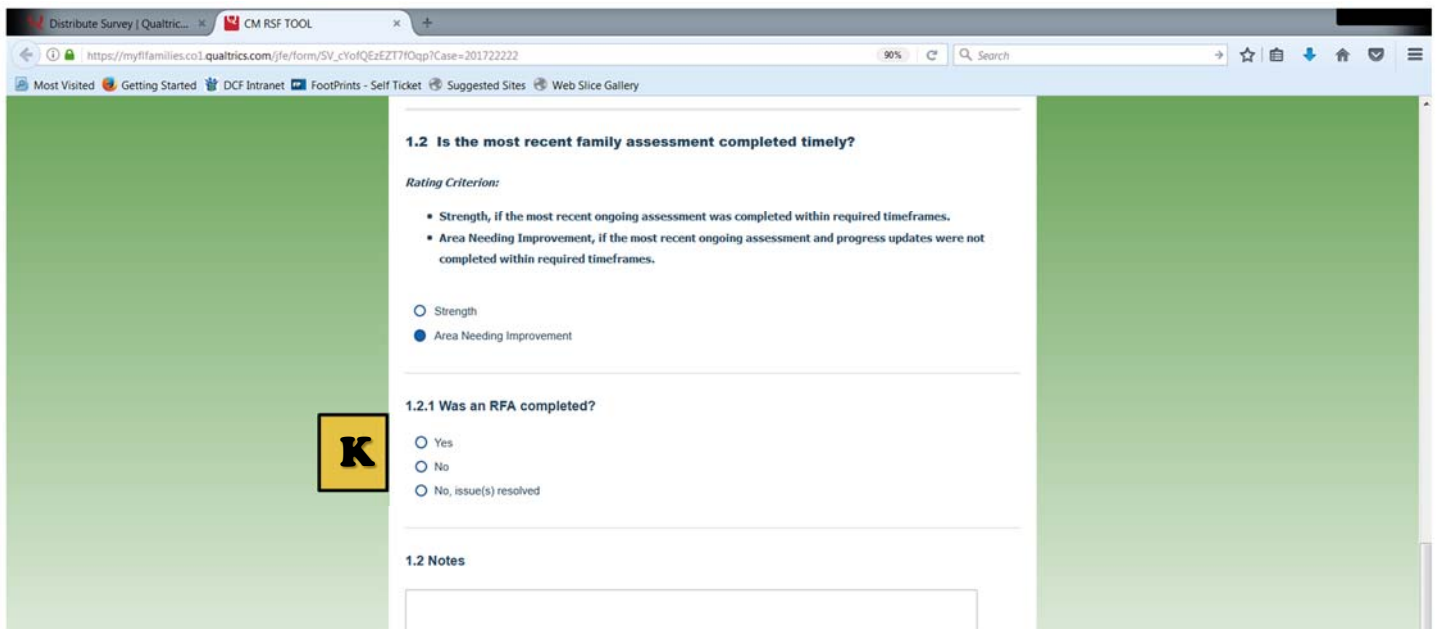 Distribute Survey | Qualtric... × CM RSF TOOL × +
https://myflfamilies.co1.qualtrics.com/jfe/form/SV_cYofQEzEZT7fOqp?Case=201722222 90% Search
Most Visited Getting Started DCF Intranet FootPrints - Self Ticket Suggested Sites Web Slice Gallery
1.2 Is the most recent family assessment completed timely?
Rating Criterion:
• Strength, if the most recent ongoing assessment was completed within required timeframes.
• Area Needing Improvement, if the most recent ongoing assessment and progress updates were not
completed within required timeframes.
Strength
Area Needing Improvement
1.2.1 Was an RFA completed?
K
Yes
No
No, issue(s) resolved
1.2 Notes